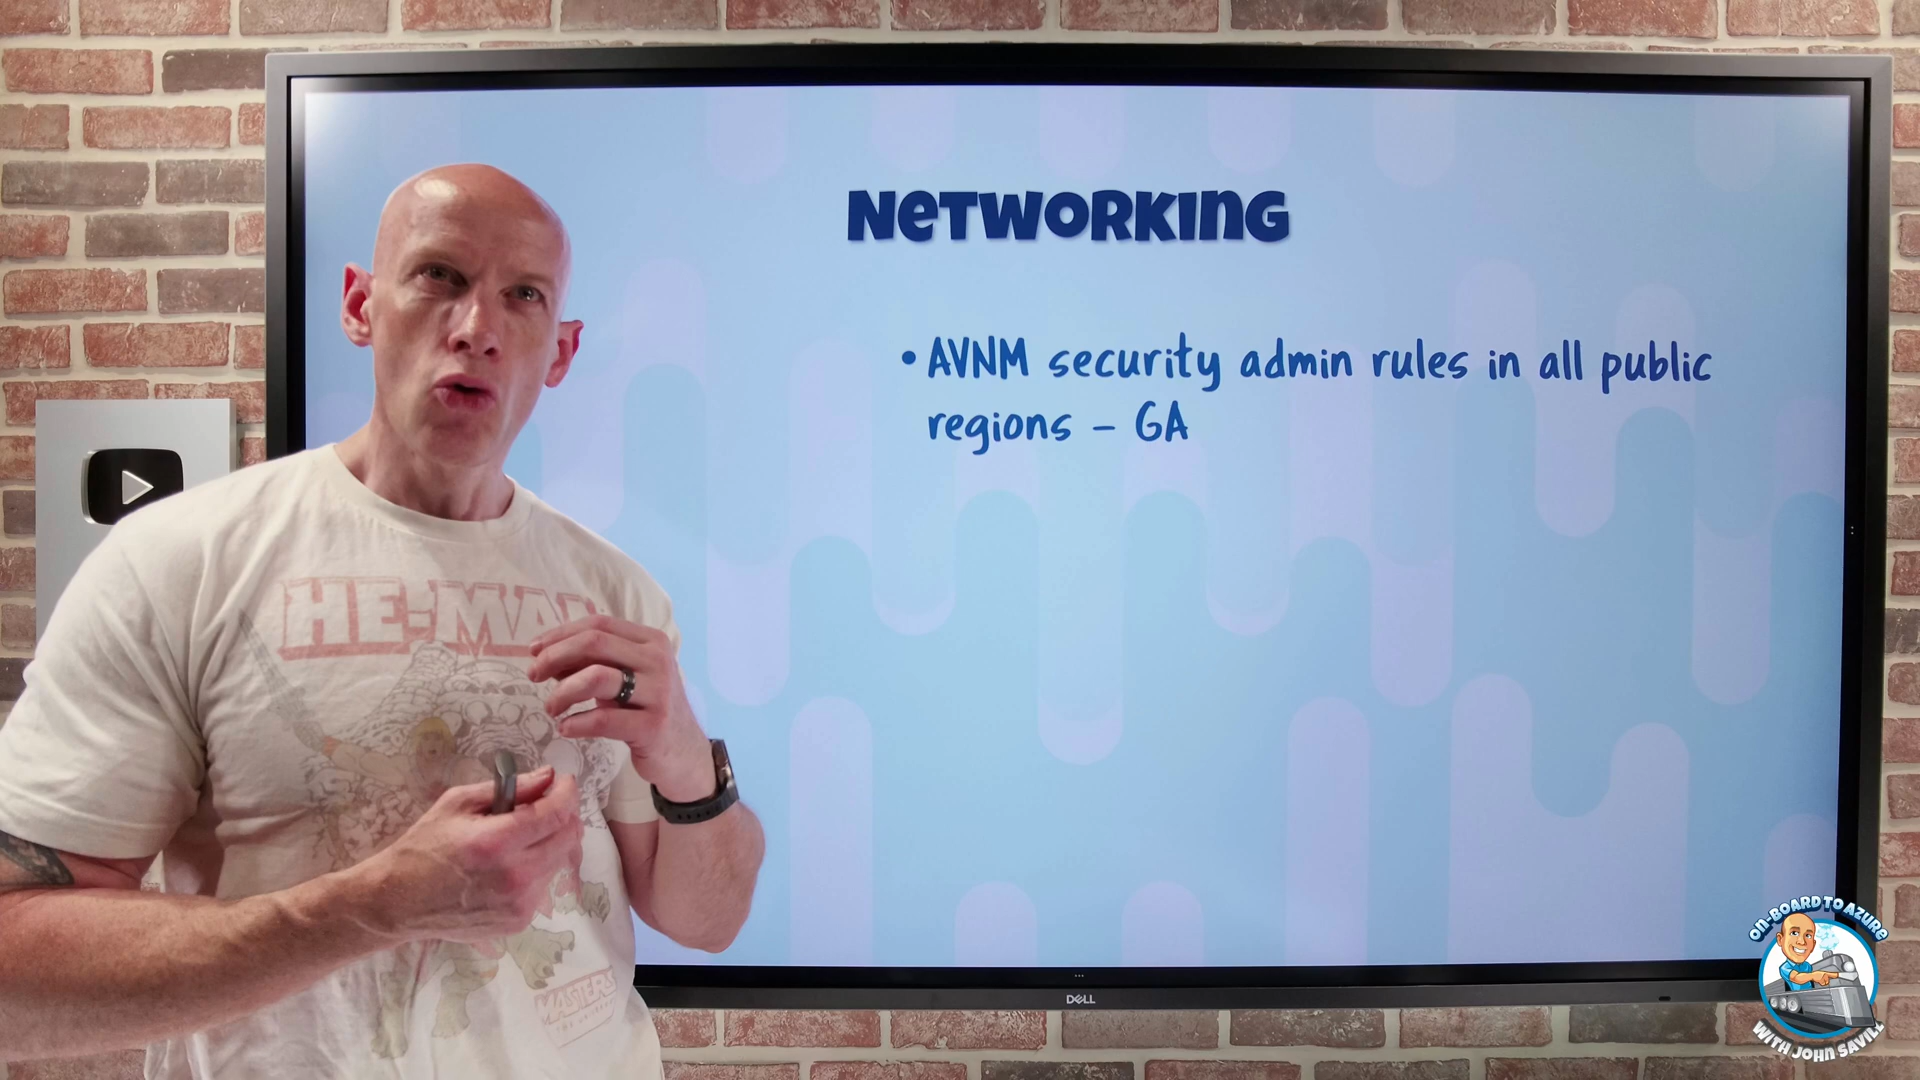 NETWORKING
• AVNM security admin rules in all public
regions – GA
HE-MAN
MASTERS
DELL
ON-BOARD TO AZURE
WITH JOHN SAVILL